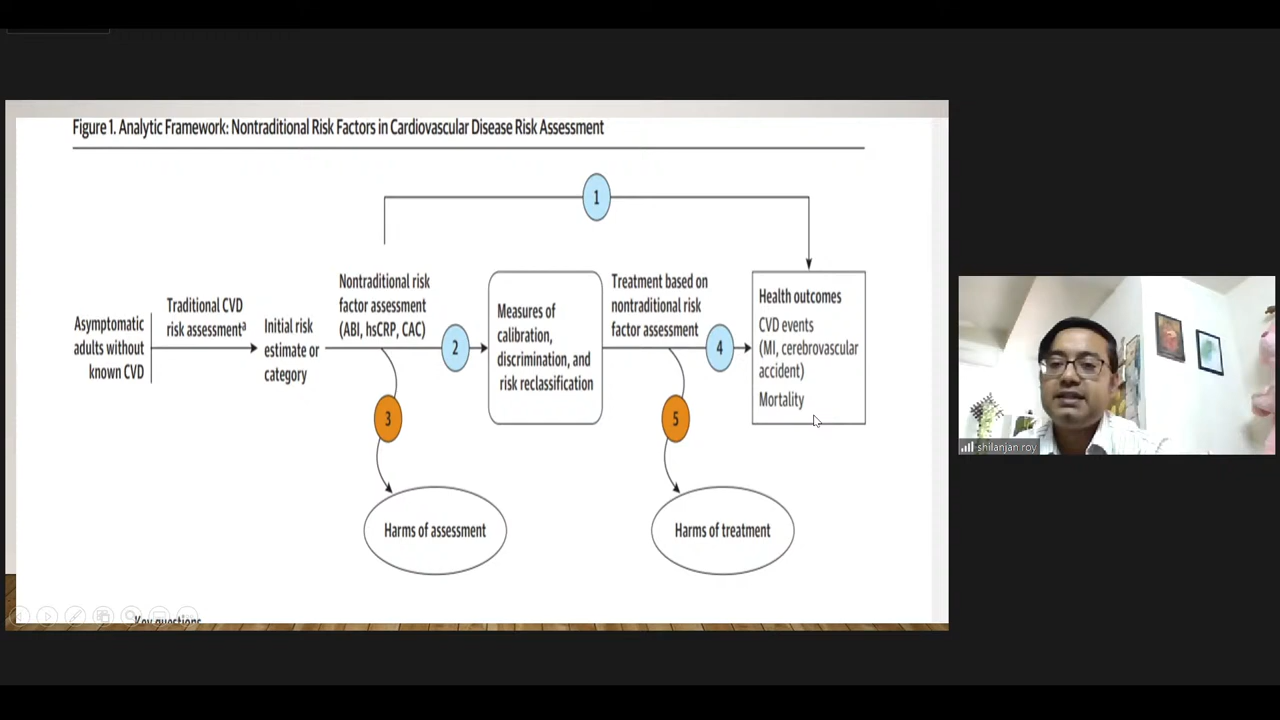 Figure 1. Analytic Framework: Nontraditional Risk Factors in Cardiovascular Disease Risk Assessment
1
Asymptomatic
adults without
known CVD
Traditional CVD
risk assessmentª
Initial risk
estimate or
category
Nontraditional risk
factor assessment
(ABI, hsCRP, CAC)
2
Measures of
calibration,
discrimination, and
risk reclassification
Treatment based on
nontraditional risk
factor assessment
4
Health outcomes
CVD events
(MI, cerebrovascular
accident)
Mortality
3
5
Harms of assessment
Harms of treatment
Key questions
shilanjan roy